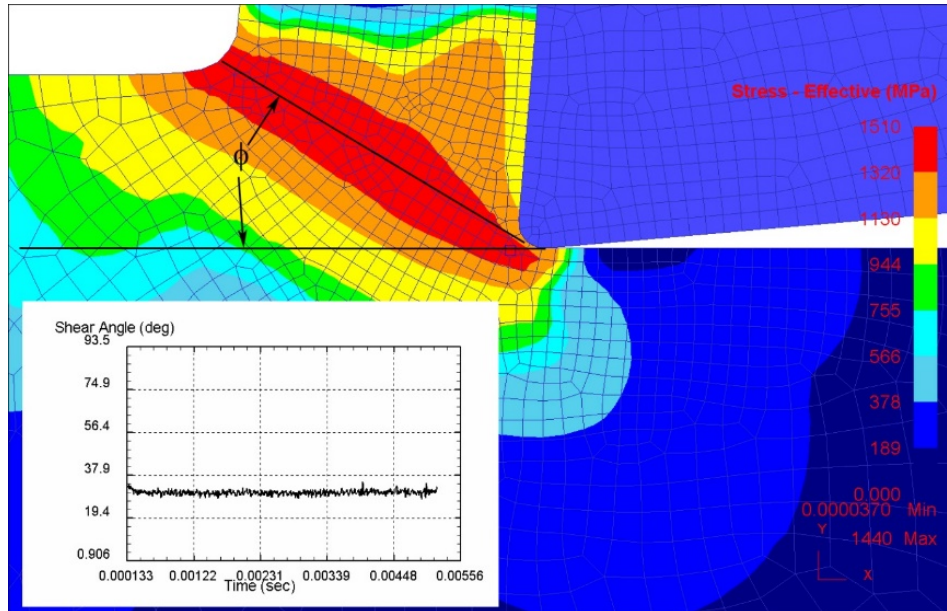 Stress - Effective (MPa)
1510
1320
1130
944
755
566
378
189
0.000
0.0000370 Min
1440 Max
Y
X
ϕ
Shear Angle (deg)
93.5
74.9
56.4
37.9
19.4
0.906
0.000133 0.00122 0.00231 0.00339 0.00448 0.00556
Time (sec)